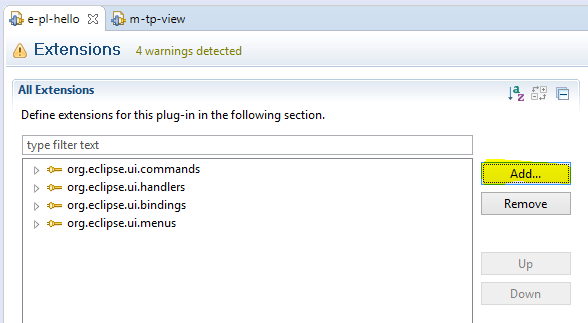 e-pl-hello m-tp-view
Extensions 4 warnings detected
All Extensions
Define extensions for this plug-in in the following section.
type filter text
org.eclipse.ui.commands
org.eclipse.ui.handlers
org.eclipse.ui.bindings
org.eclipse.ui.menus
Add...
Remove
Up
Down